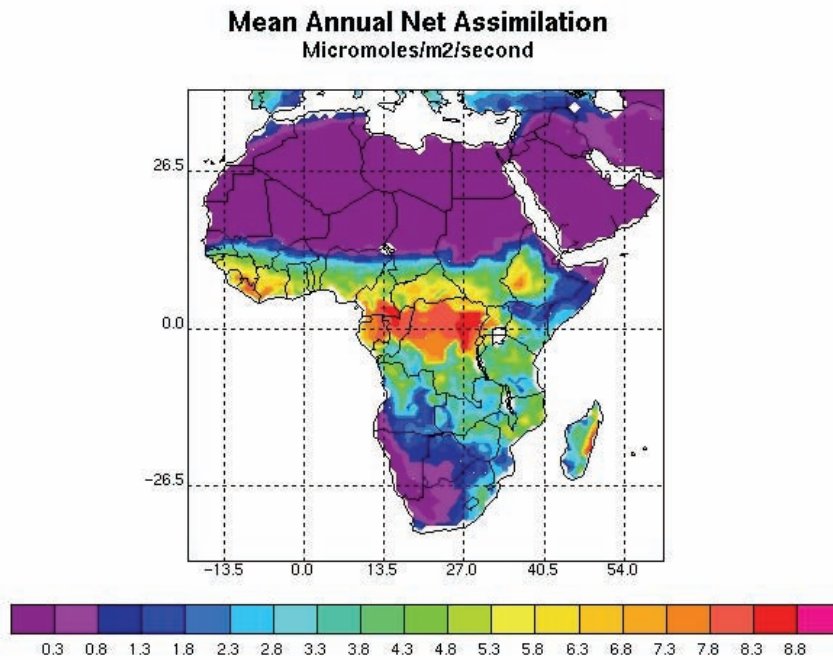 Mean Annual Net Assimilation
Micromoles/m2/second
26.5
0.0
−26.5
−13.5 0.0 13.5 27.0 40.5 54.0
0.3 0.8 1.3 1.8 2.3 2.8 3.3 3.8 4.3 4.8 5.3 5.8 6.3 6.8 7.3 7.8 8.3 8.8